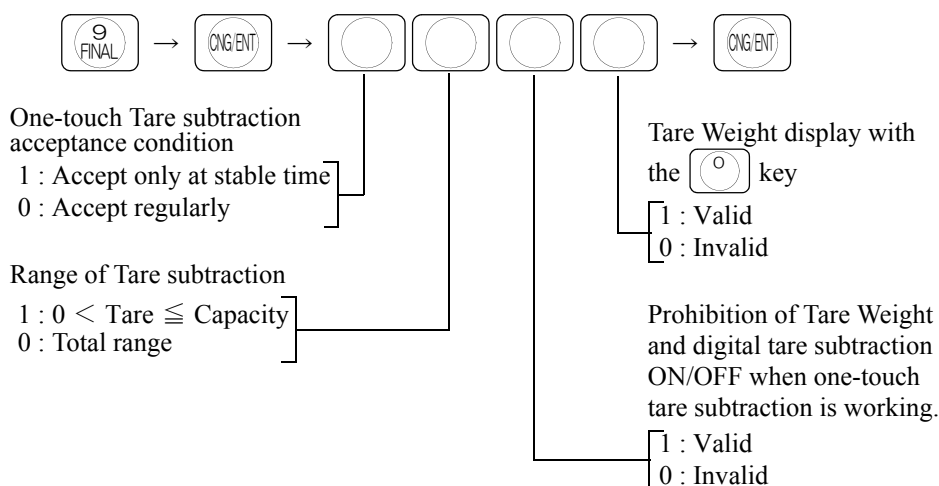 9
FINAL → CNG/ENT → → CNG/ENT
One-touch Tare subtraction
acceptance condition
1 : Accept only at stable time
0 : Accept regularly
Range of Tare subtraction
1 : 0 < Tare ≦ Capacity
0 : Total range
Tare Weight display with
the 0 key
1 : Valid
0 : Invalid
Prohibition of Tare Weight
and digital tare subtraction
ON/OFF when one-touch
tare subtraction is working.
1 : Valid
0 : Invalid